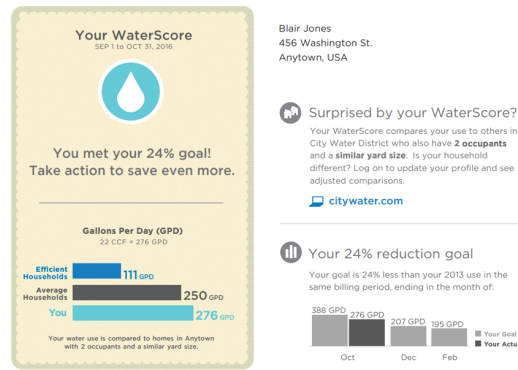 Your WaterScore
SEP 1 to OCT 31, 2016
You met your 24% goal!
Take action to save even more.
Gallons Per Day (GPD)
22 CCF = 276 GPD
Efficient
Households
111 GPD
Average
Households
250 GPD
You
276 GPD
Your water use is compared to homes in Anytown
with 2 occupants and a similar yard size.
Blair Jones
456 Washington St.
Anytown, USA
Surprised by your WaterScore?
Your WaterScore compares your use to others in
City Water District who also have 2 occupants
and a similar yard size. Is your household
different? Log on to update your profile and see
adjusted comparisons.
citywater.com
Your 24% reduction goal
Your goal is 24% less than your 2013 use in the
same billing period, ending in the month of:
388 GPD
276 GPD
207 GPD
195 GPD
Oct
Dec
Feb
Your Goal
Your Actu